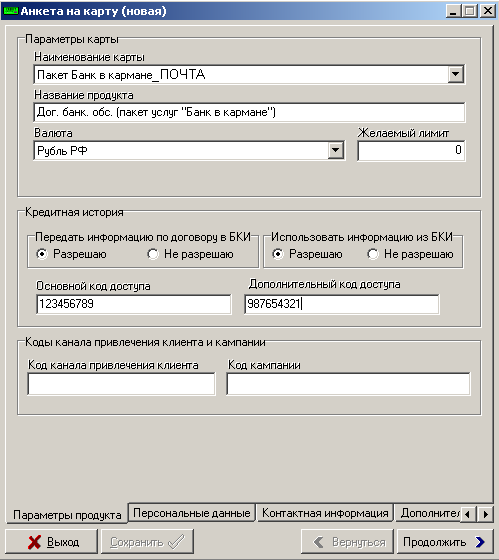 Анкета на карту (новая)
Параметры карты
Наименование карты
Пакет Банк в кармане_ПОЧТА
Название продукта
Дог. банк. обс. (пакет услуг "Банк в кармане")
Валюта Желаемый лимит
Рубль РФ 0
Кредитная история
Передать информацию по договору в БКИ Использовать информацию из БКИ
Разрешаю Не разрешаю Разрешаю Не разрешаю
Основной код доступа Дополнительный код доступа
123456789 987654321
Коды канала привлечения клиента и кампании
Код канала привлечения клиента Код кампании
Параметры продукта Персональные данные Контактная информация Дополнител
Выход Сохранить Вернуться Продолжить